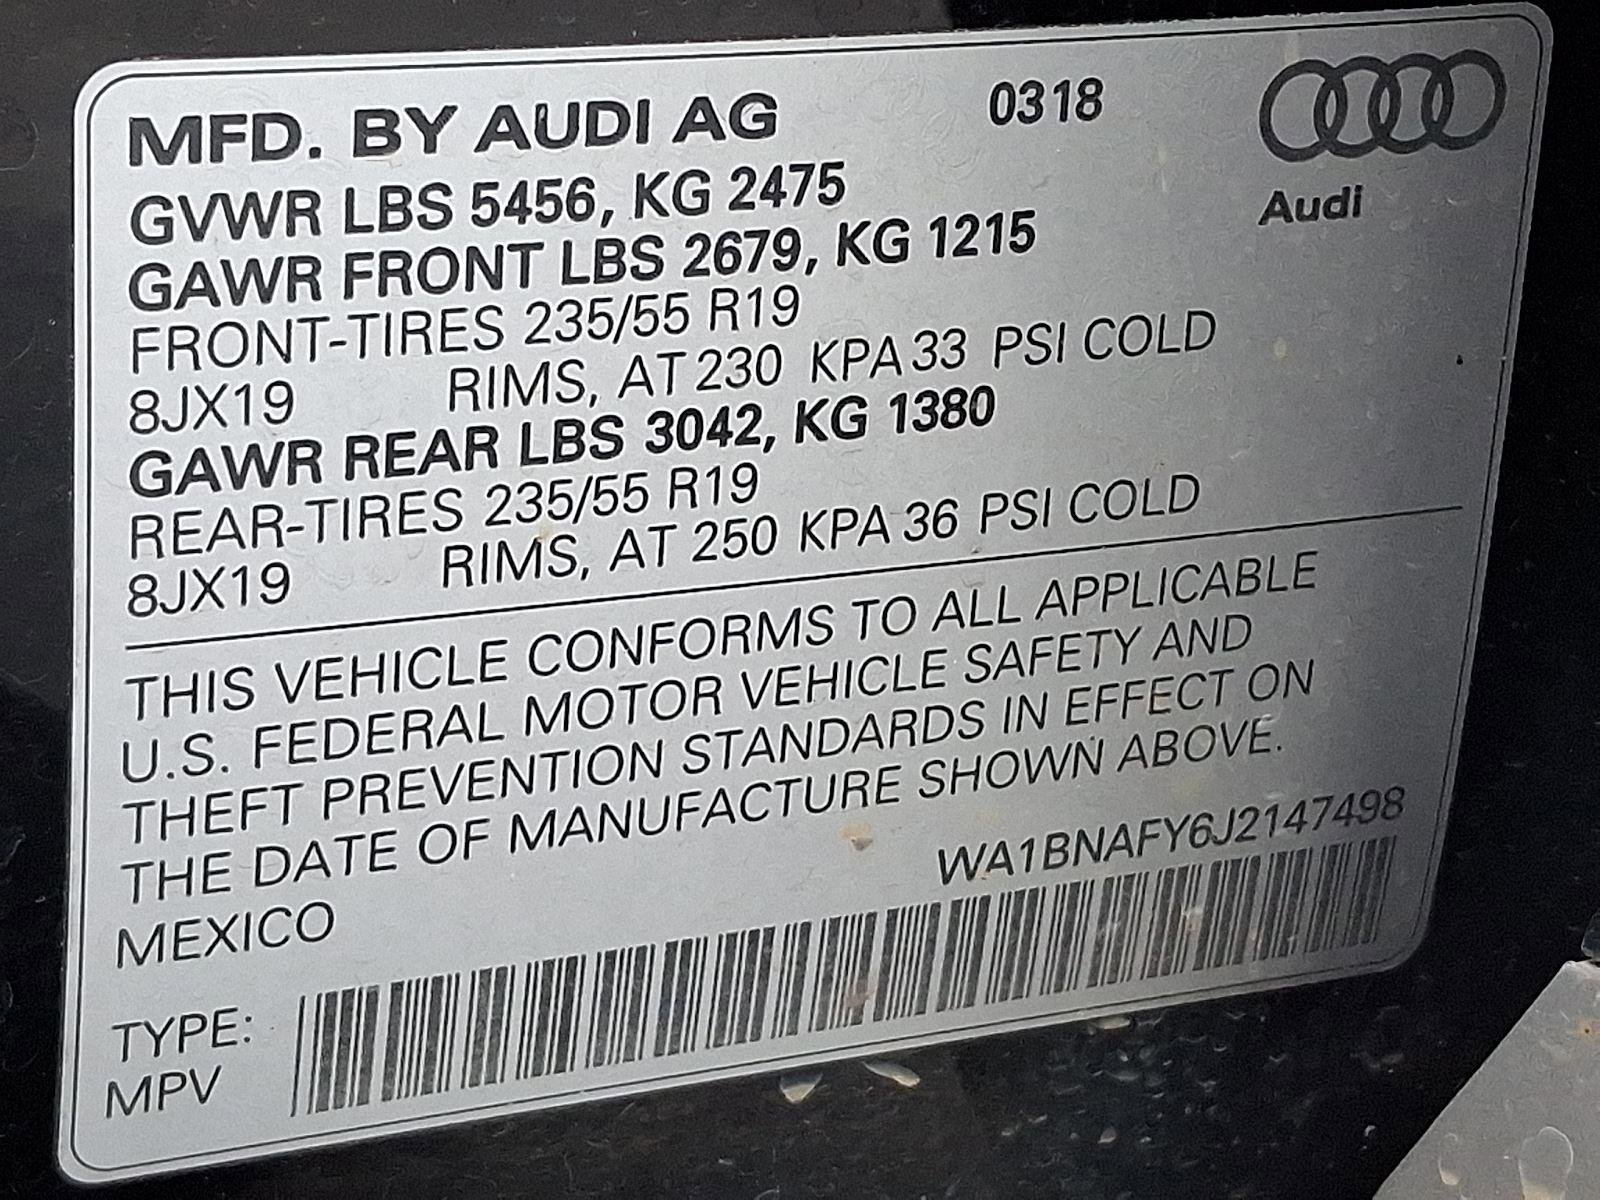 MFD. BY AUDI AG 0318
Audi
GVWR LBS 5456, KG 2475
GAWR FRONT LBS 2679, KG 1215
FRONT-TIRES 235/55 R19
8JX19 RIMS, AT 230 KPA 33 PSI COLD
GAWR REAR LBS 3042, KG 1380
REAR-TIRES 235/55 R19
8JX19 RIMS, AT 250 KPA 36 PSI COLD
THIS VEHICLE CONFORMS TO ALL APPLICABLE
U.S. FEDERAL MOTOR VEHICLE SAFETY AND
THEFT PREVENTION STANDARDS IN EFFECT ON
THE DATE OF MANUFACTURE SHOWN ABOVE.
MEXICO WA1BNAFY6J2147498
TYPE:
MPV